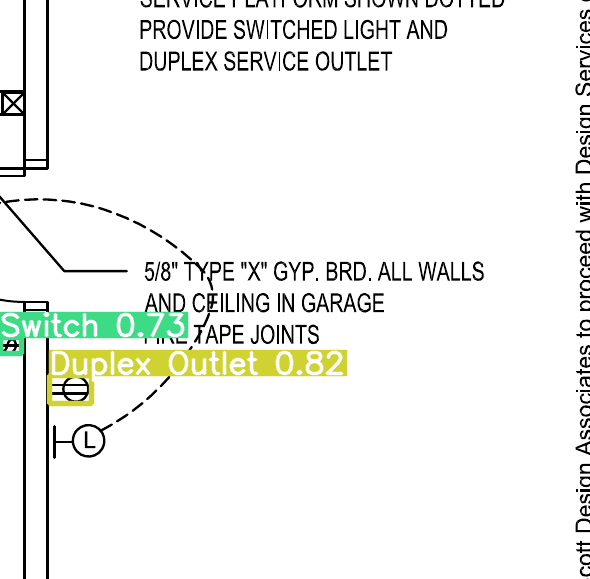 SERVICE PLATFORM SHOWN DOTTED
PROVIDE SWITCHED LIGHT AND
DUPLEX SERVICE OUTLET
5/8" TYPE "X" GYP. BRD. ALL WALLS
AND CEILING IN GARAGE
FIRE TAPE JOINTS
Switch 0.73
Duplex Outlet 0.82
L
cott Design Associates to proceed with Design Services